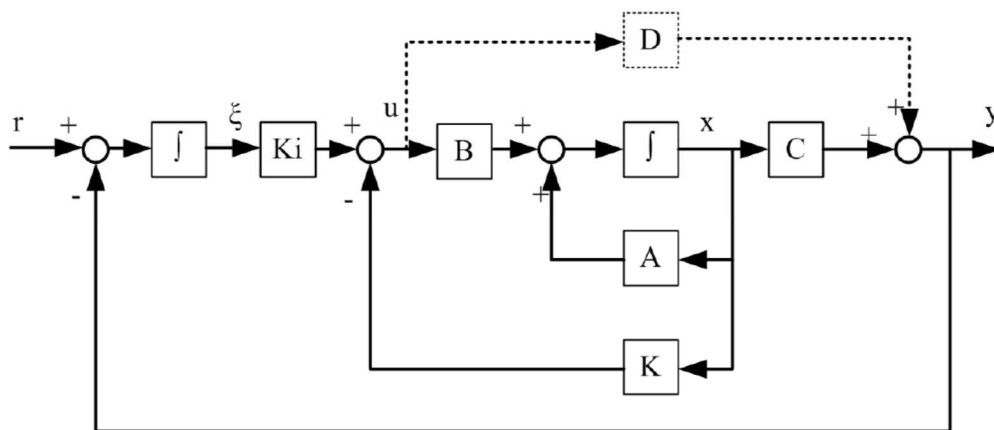 D
r + ∫ ξ Ki + u B + ∫ x C + + y
- - +
A
K